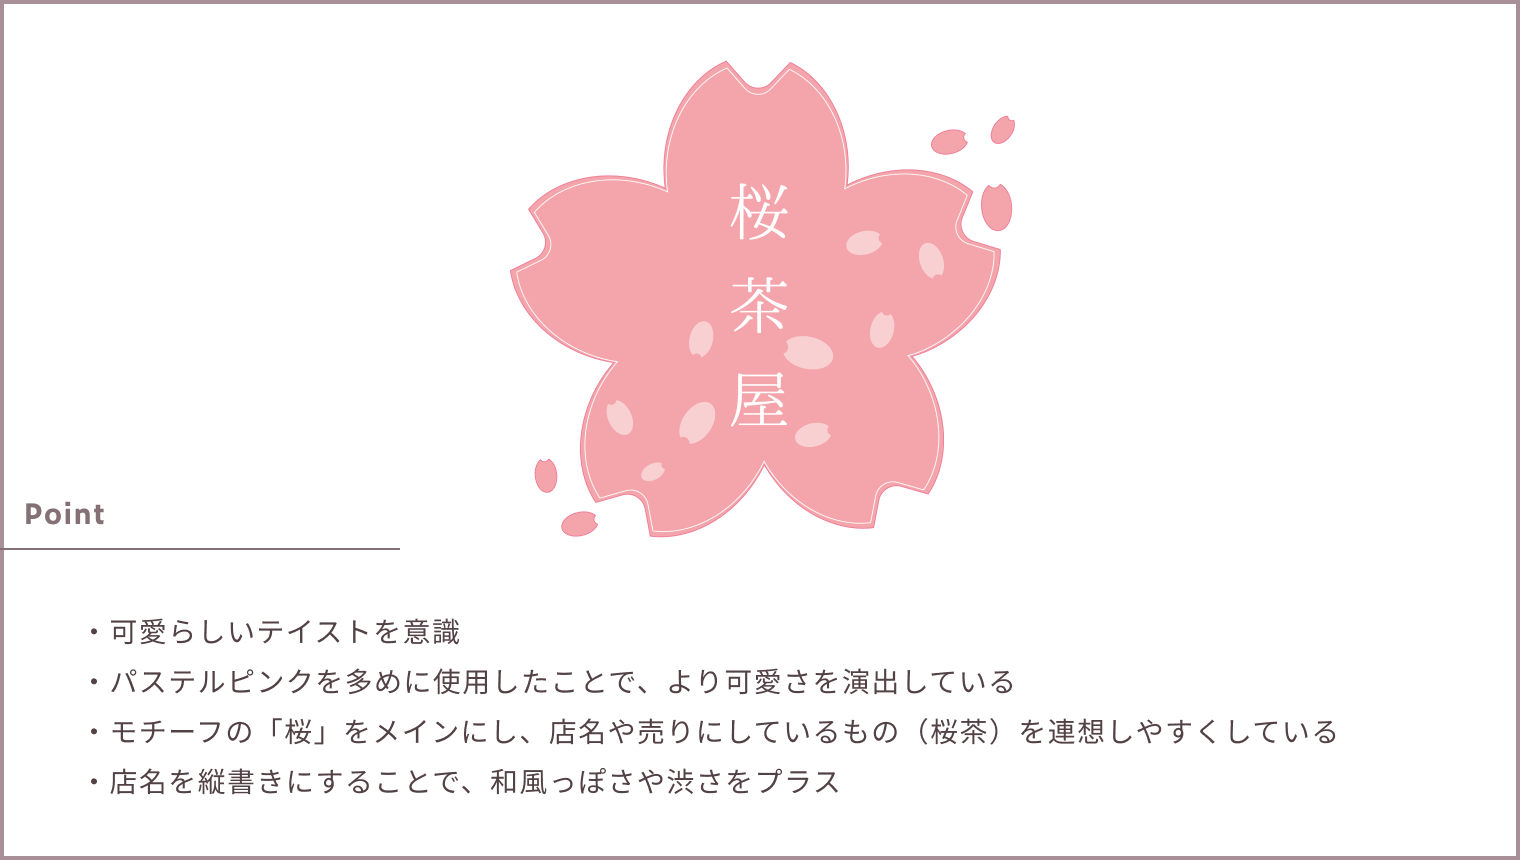 桜茶屋
Point
・可愛らしいテイストを意識
・パステルピンクを多めに使用したことで、より可愛さを演出している
・モチーフの「桜」をメインにし、店名や売りにしているもの（桜茶）を連想しやすくしている
・店名を縦書きにすることで、和風っぽさや渋さをプラス